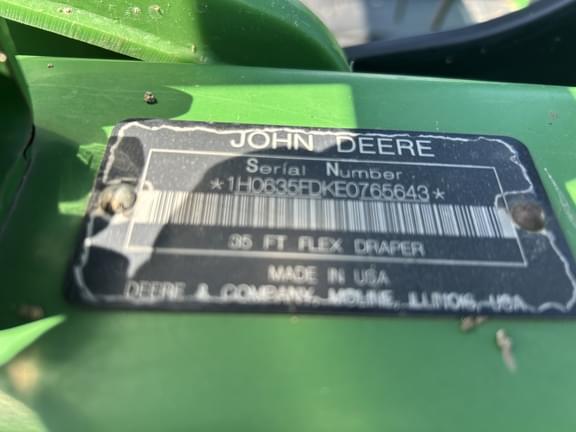 JOHN DEERE
Serial Number
*1H0635FDKE0765643*
35 FT FLEX DRAPER
MADE IN USA
DEERE & COMPANY, MOLINE, ILLINOIS, USA